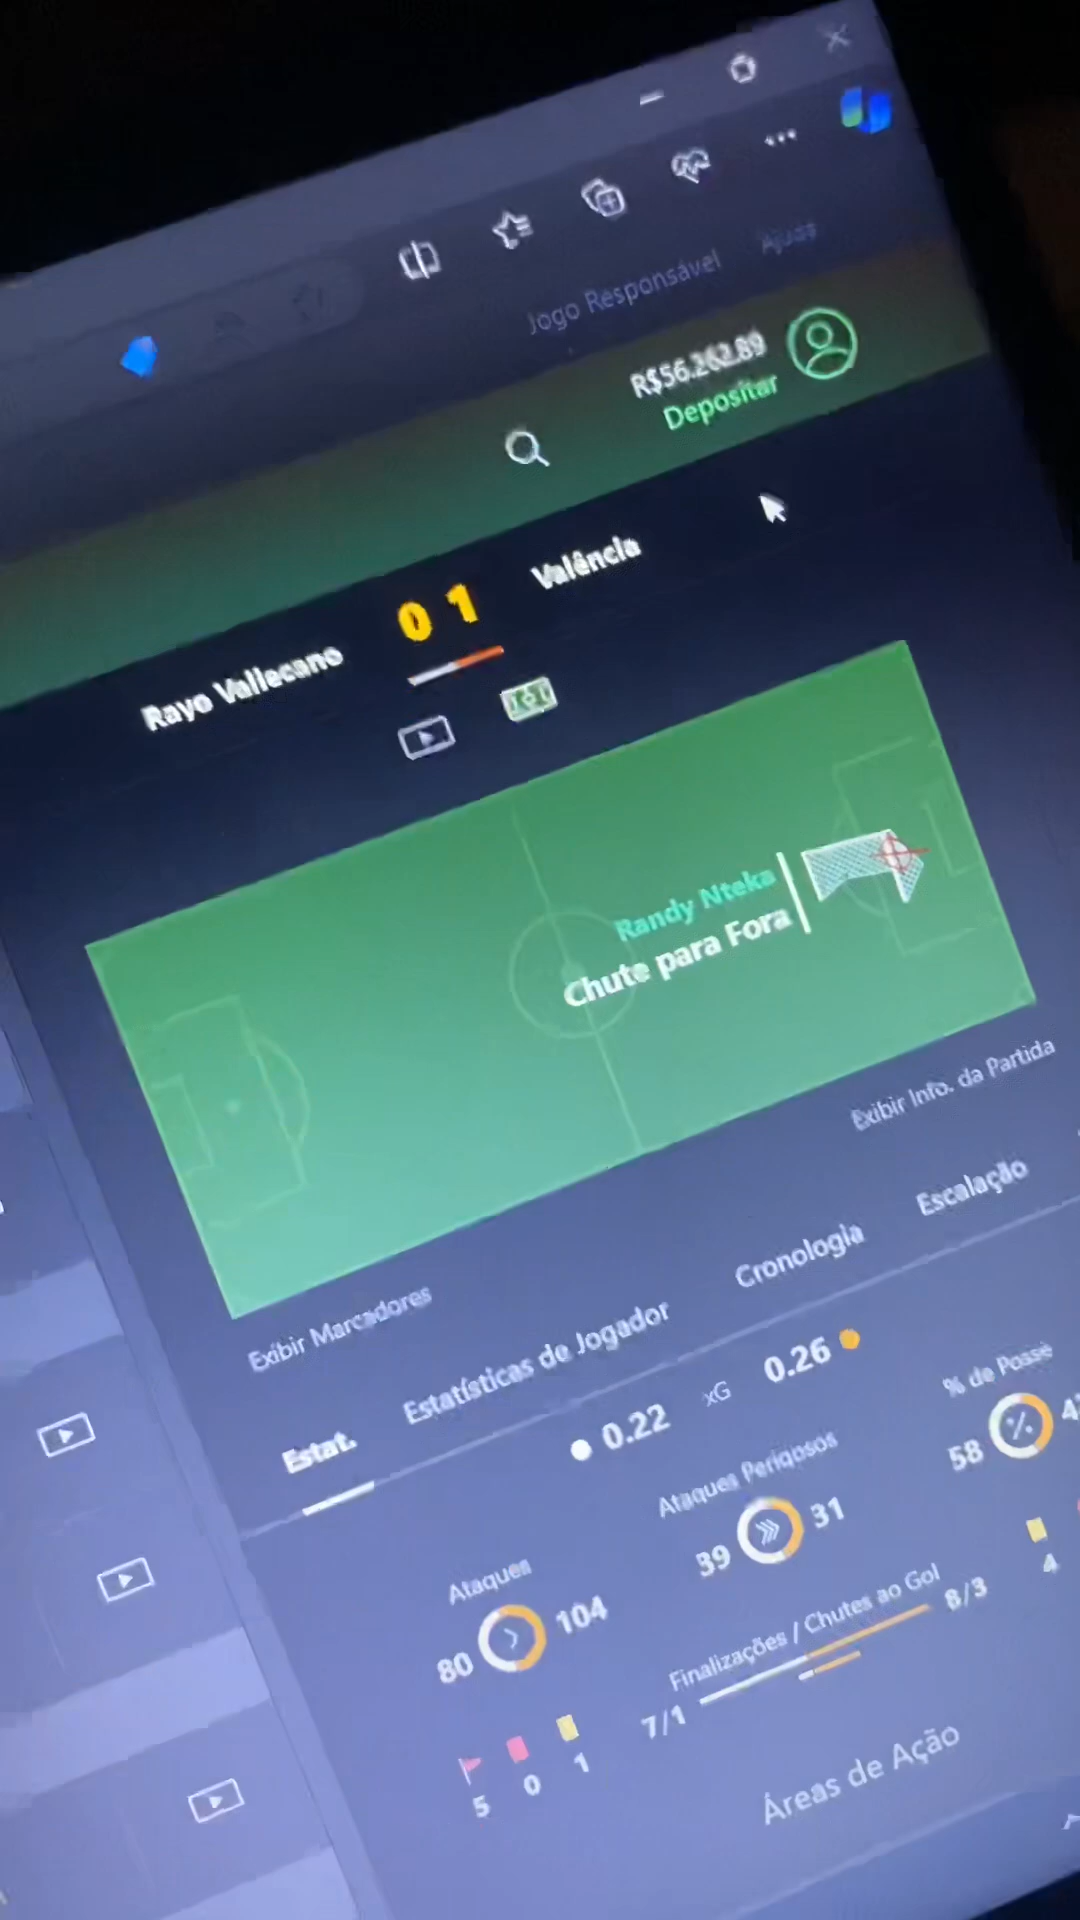 Jogo Responsável
Ajuda
R$56.262.89
Depositar
Rayo Vallecano
0 1
Valência
Randy Nteka
Chute para Fora
Exibir Info. da Partida
Exibir Marcadores
Estat.
Estatísticas de Jogador
Cronologia
Escalação
0.22
xG
0.26
% de Posse
58
Ataques Perigosos
39
31
Ataques
80
104
Finalizações / Chutes ao Gol
7/1
8/3
5
0
1
4
Áreas de Ação